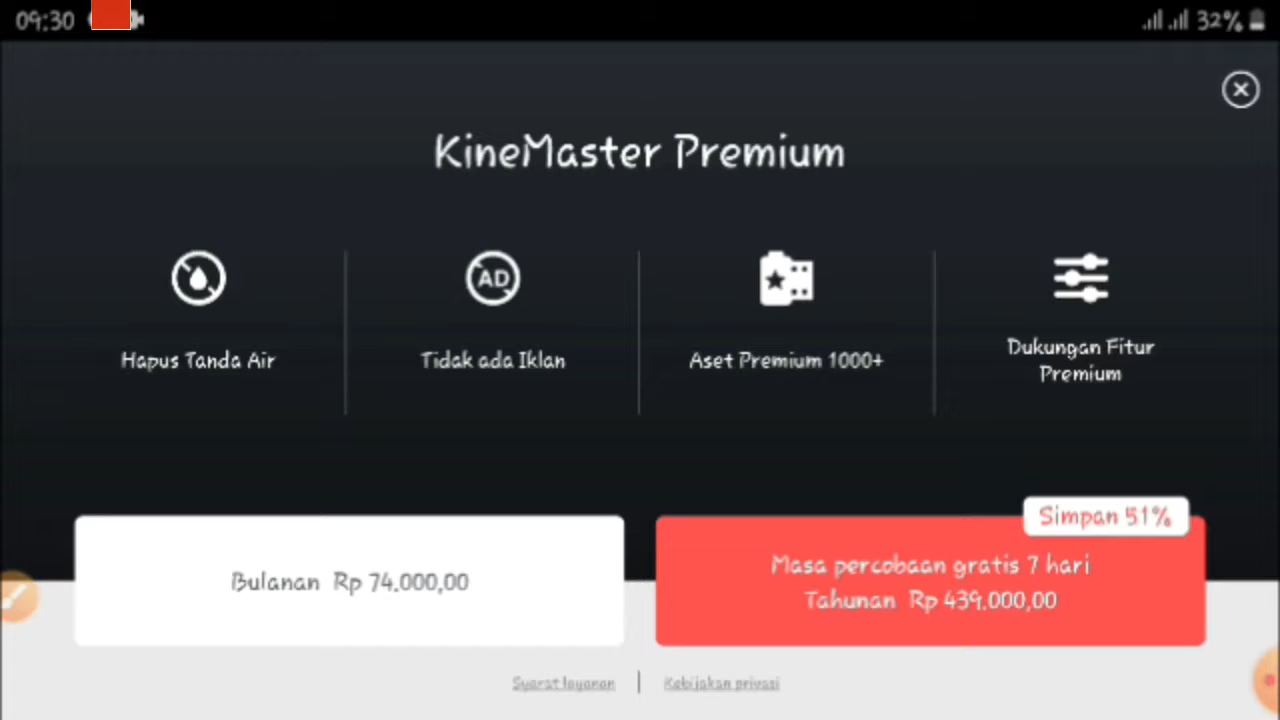 09:30
32%
KineMaster Premium
AD
Hapus Tanda Air
Tidak ada Iklan
Aset Premium 1000+
Dukungan Fitur
Premium
Simpan 51%
Bulanan Rp 74.000,00
Masa percobaan gratis 7 hari
Tahunan Rp 439.000,00
Syarat layanan
Kebijakan privasi